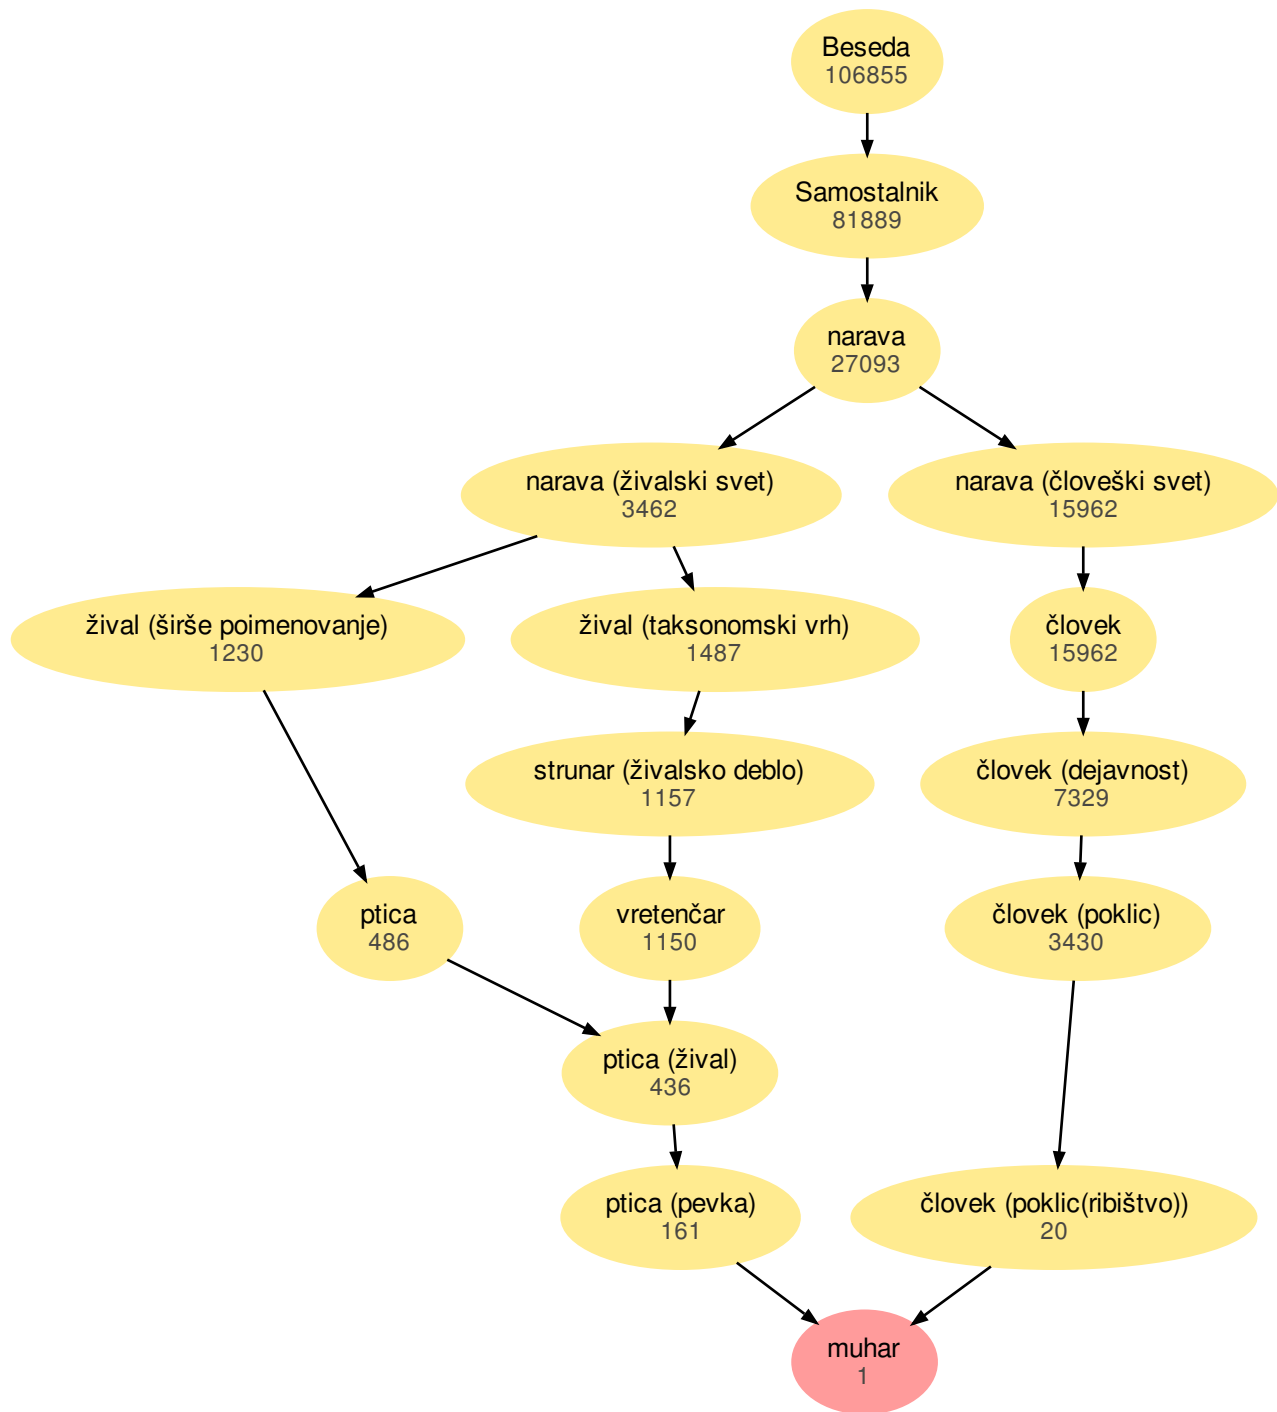 Beseda
106855
Samostalnik
81889
narava
27093
narava (živalski svet)
3462
narava (človeški svet)
15962
žival (širše poimenovanje)
1230
žival (taksonomski vrh)
1487
človek
15962
strunar (živalsko deblo)
1157
človek (dejavnost)
7329
ptica
486
vretenčar
1150
človek (poklic)
3430
ptica (žival)
436
ptica (pevka)
161
človek (poklic(ribištvo))
20
muhar
1